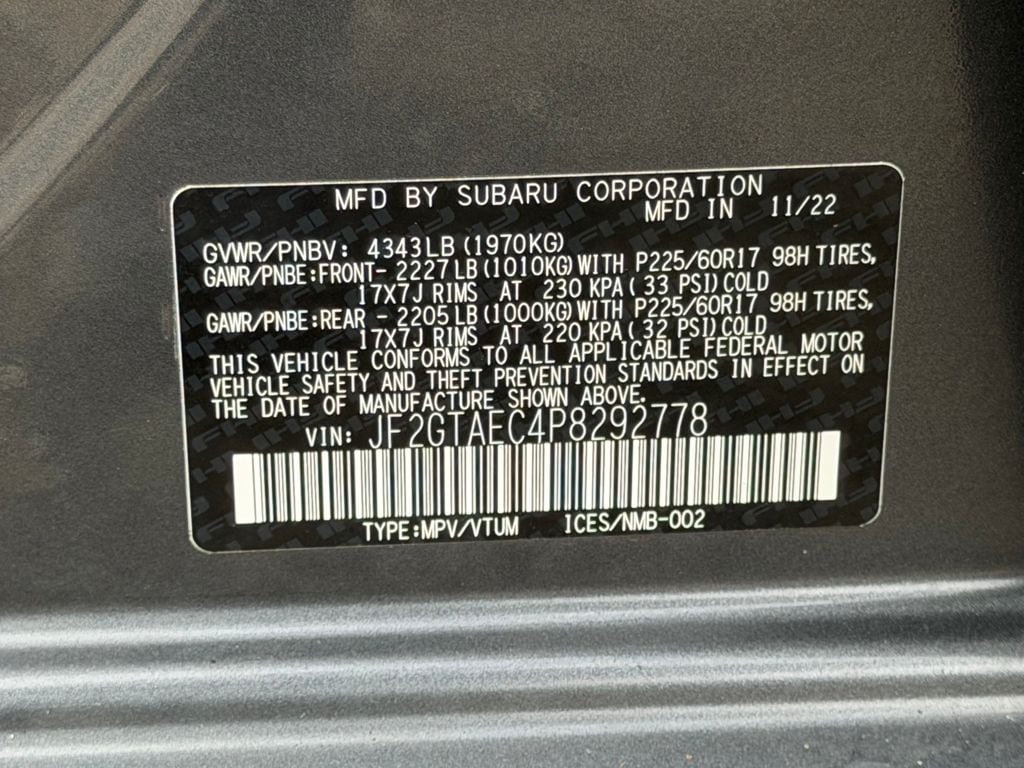 MFD BY SUBARU CORPORATION
MFD IN 11/22
GVWR/PNBV: 4343LB (1970KG)
GAWR/PNBE:FRONT- 2227LB (1010KG) WITH P225/60R17 98H TIRES,
17X7J RIMS AT 230 KPA( 33 PSI) COLD
GAWR/PNBE:REAR - 2205LB (1000KG) WITH P225/60R17 98H TIRES,
17X7J RIMS AT 220 KPA( 32 PSI) COLD
THIS VEHICLE CONFORMS TO ALL APPLICABLE FEDERAL MOTOR
VEHICLE SAFETY AND THEFT PREVENTION STANDARDS IN EFFECT ON
THE DATE OF MANUFACTURE SHOWN ABOVE.
VIN: JF2GTAEC4P8292778
TYPE:MPV/VTUM ICES/NMB-002